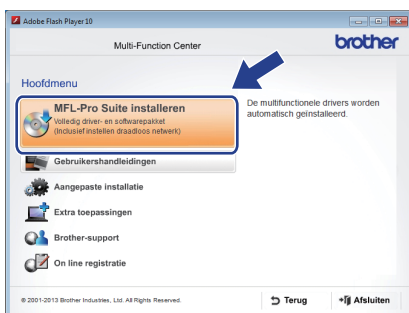 Adobe Flash Player 10
Multi-Function Center
brother
Hoofdmenu
MFL-Pro Suite installeren
Volledig driver- en softwarepakket
(Inclusief instellen draadloos netwerk)
De multifunctionele drivers worden
automatisch geïnstalleerd.
Gebruikershandleidingen
Aangepaste installatie
Extra toepassingen
Brother-support
On line registratie
© 2001-2013 Brother Industries, Ltd. All Rights Reserved.
Terug
Afsluiten